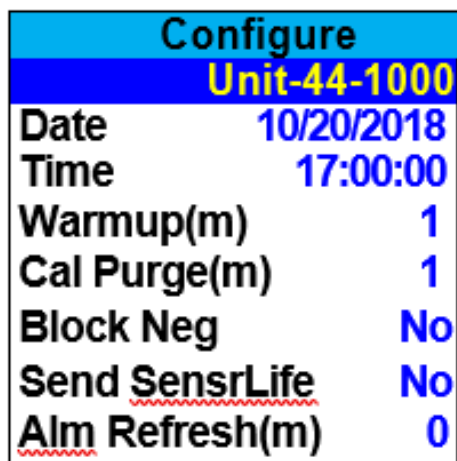 Configure
Unit-44-1000
Date 10/20/2018
Time 17:00:00
Warmup(m) 1
Cal Purge(m) 1
Block Neg No
Send SensrLife No
Alm Refresh(m) 0